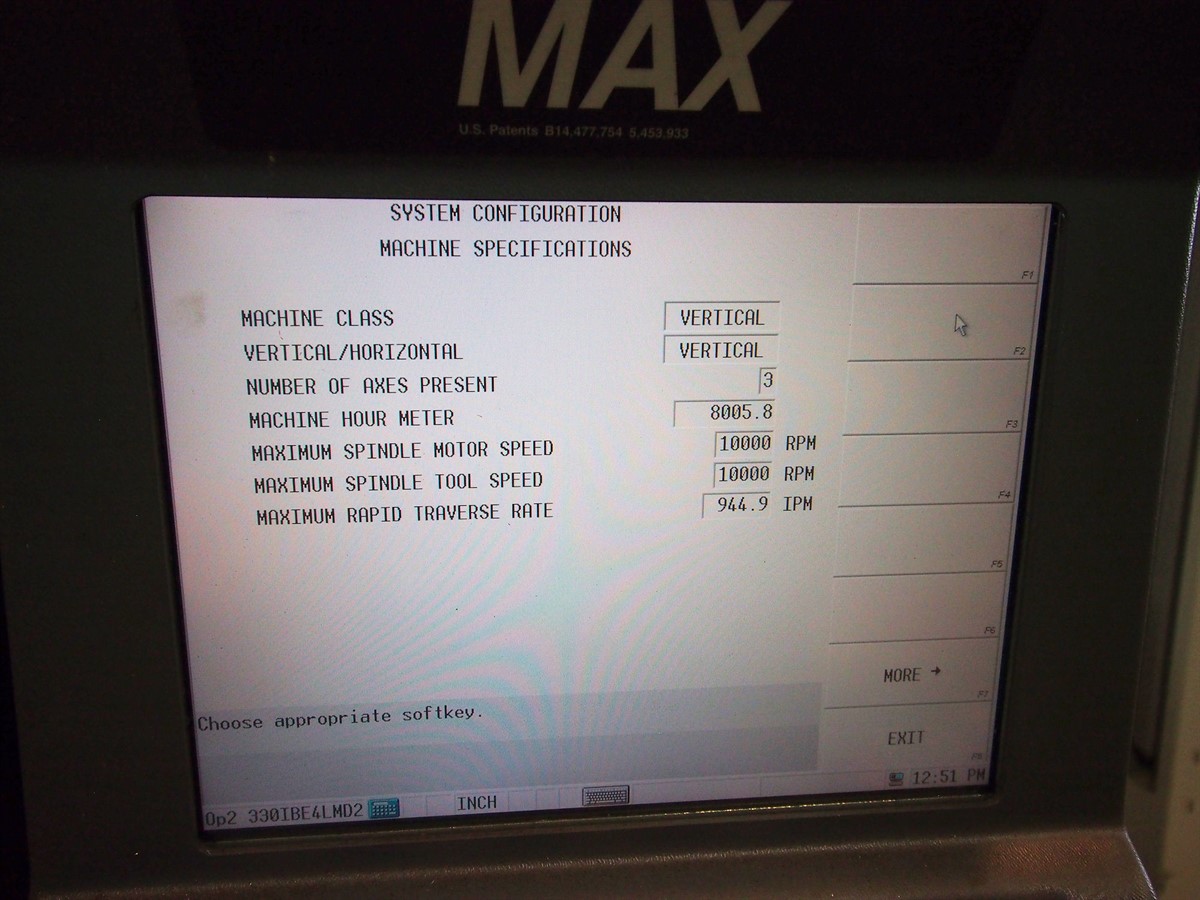 MAX
U.S. Patents B14,477,754 5,453,933
SYSTEM CONFIGURATION
MACHINE SPECIFICATIONS
MACHINE CLASS VERTICAL
VERTICAL/HORIZONTAL VERTICAL
NUMBER OF AXES PRESENT 3
MACHINE HOUR METER 8005.8
MAXIMUM SPINDLE MOTOR SPEED 10000 RPM
MAXIMUM SPINDLE TOOL SPEED 10000 RPM
MAXIMUM RAPID TRAVERSE RATE 944.9 IPM
F1
F2
F3
F4
F5
F6
MORE →
F7
EXIT
F8
Choose appropriate softkey.
Op2 330IBE4LMD2 INCH 12:51 PM